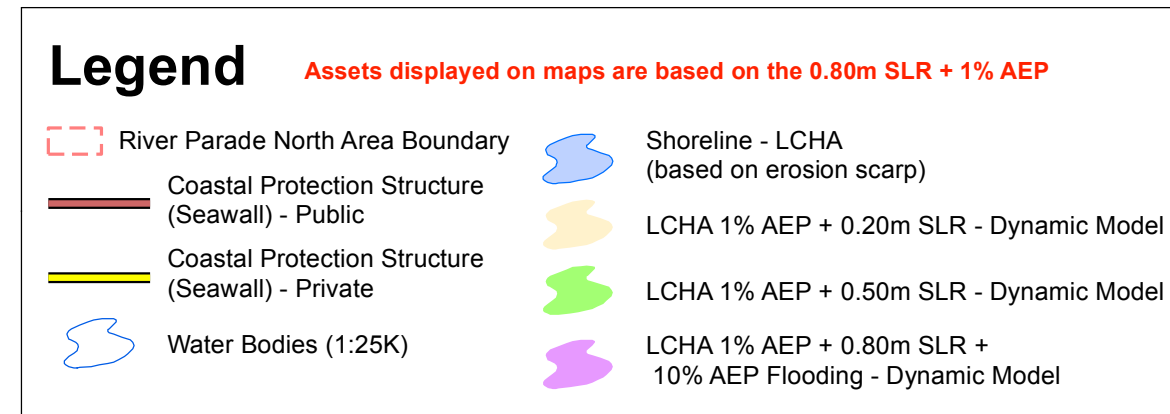 Legend
Assets displayed on maps are based on the 0.80m SLR + 1% AEP
River Parade North Area Boundary
Coastal Protection Structure
(Seawall) - Public
Coastal Protection Structure
(Seawall) - Private
Water Bodies (1:25K)
Shoreline - LCHA
(based on erosion scarp)
LCHA 1% AEP + 0.20m SLR - Dynamic Model
LCHA 1% AEP + 0.50m SLR - Dynamic Model
LCHA 1% AEP + 0.80m SLR +
10% AEP Flooding - Dynamic Model